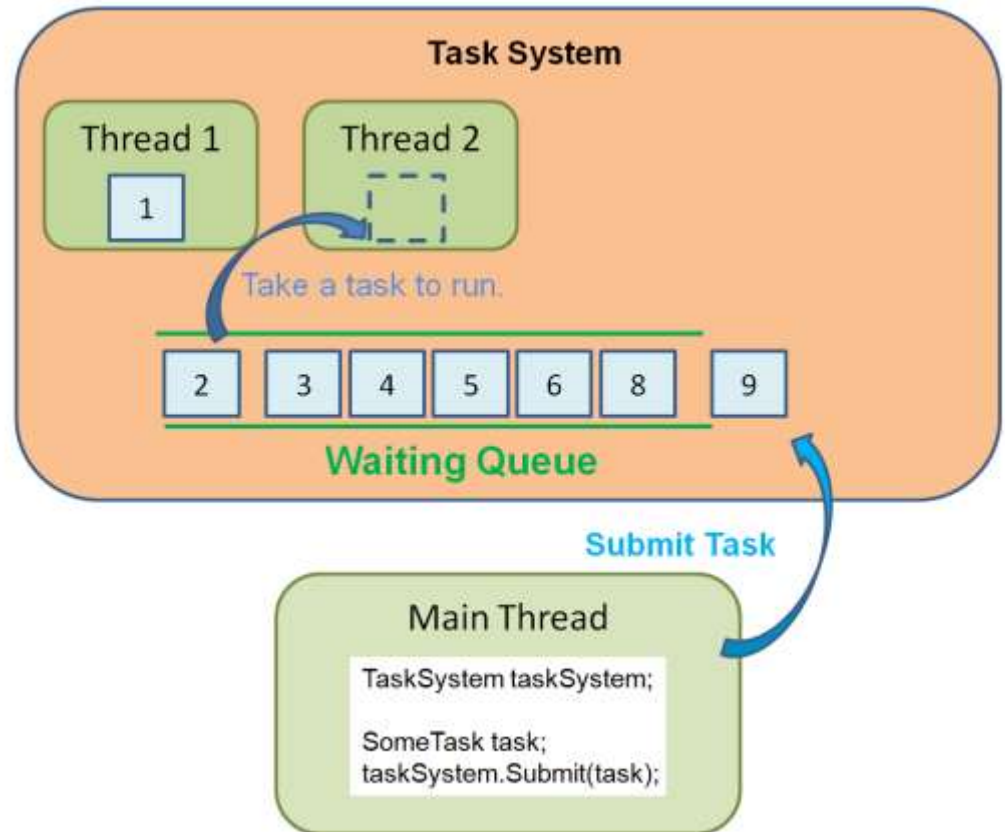 Task System
Thread 1
Thread 2
1
Take a task to run.
2 3 4 5 6 8 9
Waiting Queue
Submit Task
Main Thread
TaskSystem taskSystem;
SomeTask task;
taskSystem.Submit(task);